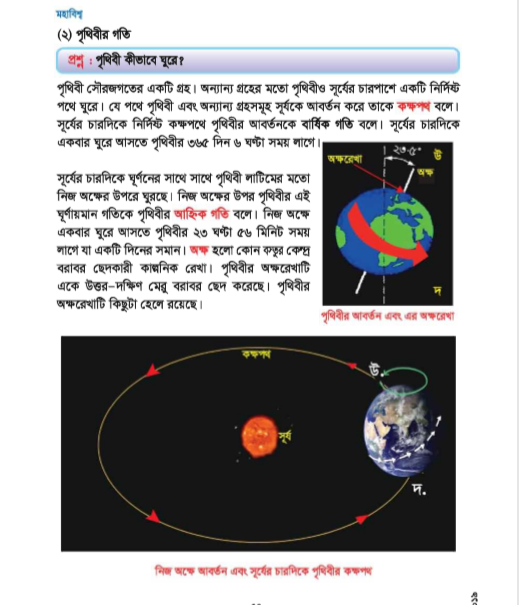 মহাবিশ্ব
(২) পৃথিবীর গতি
প্রশ্ন : পৃথিবী কীভাবে ঘুরে?
পৃথিবী সৌরজগতের একটি গ্রহ। অন্যান্য গ্রহের মতো পৃথিবীও সূর্যের চারপাশে একটি নির্দিষ্ট
পথে ঘুরে। যে পথে পৃথিবী এবং অন্যান্য গ্রহসমূহ সূর্যকে আবর্তন করে তাকে কক্ষপথ বলে।
সূর্যের চারদিকে নির্দিষ্ট কক্ষপথে পৃথিবীর আবর্তনকে বার্ষিক গতি বলে। সূর্যের চারদিকে
একবার ঘুরে আসতে পৃথিবীর ৩৬৫ দিন ৬ ঘণ্টা সময় লাগে।
সূর্যের চারদিকে ঘূর্ণনের সাথে সাথে পৃথিবী লাটিমের মতো
নিজ অক্ষের উপরে ঘুরছে। নিজ অক্ষের উপর পৃথিবীর এই
ঘূর্ণায়মান গতিকে পৃথিবীর আহ্নিক গতি বলে। নিজ অক্ষে
একবার ঘুরে আসতে পৃথিবীর ২৩ ঘণ্টা ৫৬ মিনিট সময়
লাগে যা একটি দিনের সমান। অক্ষ হলো কোন বস্তুর কেন্দ্র
বরাবর ছেদকারী কাল্পনিক রেখা। পৃথিবীর অক্ষরেখাটি
একে উত্তর-দক্ষিণ মেরু বরাবর ছেদ করেছে। পৃথিবীর
অক্ষরেখাটি কিছুটা হেলে রয়েছে।
২৩.৫° উ
অক্ষরেখা
অক্ষ
দ
পৃথিবীর আবর্তন এবং এর অক্ষরেখা
কক্ষপথ
উ.
সূর্য
দ.
নিজ অক্ষে আবর্তন এবং সূর্যের চারদিকে পৃথিবীর কক্ষপথ